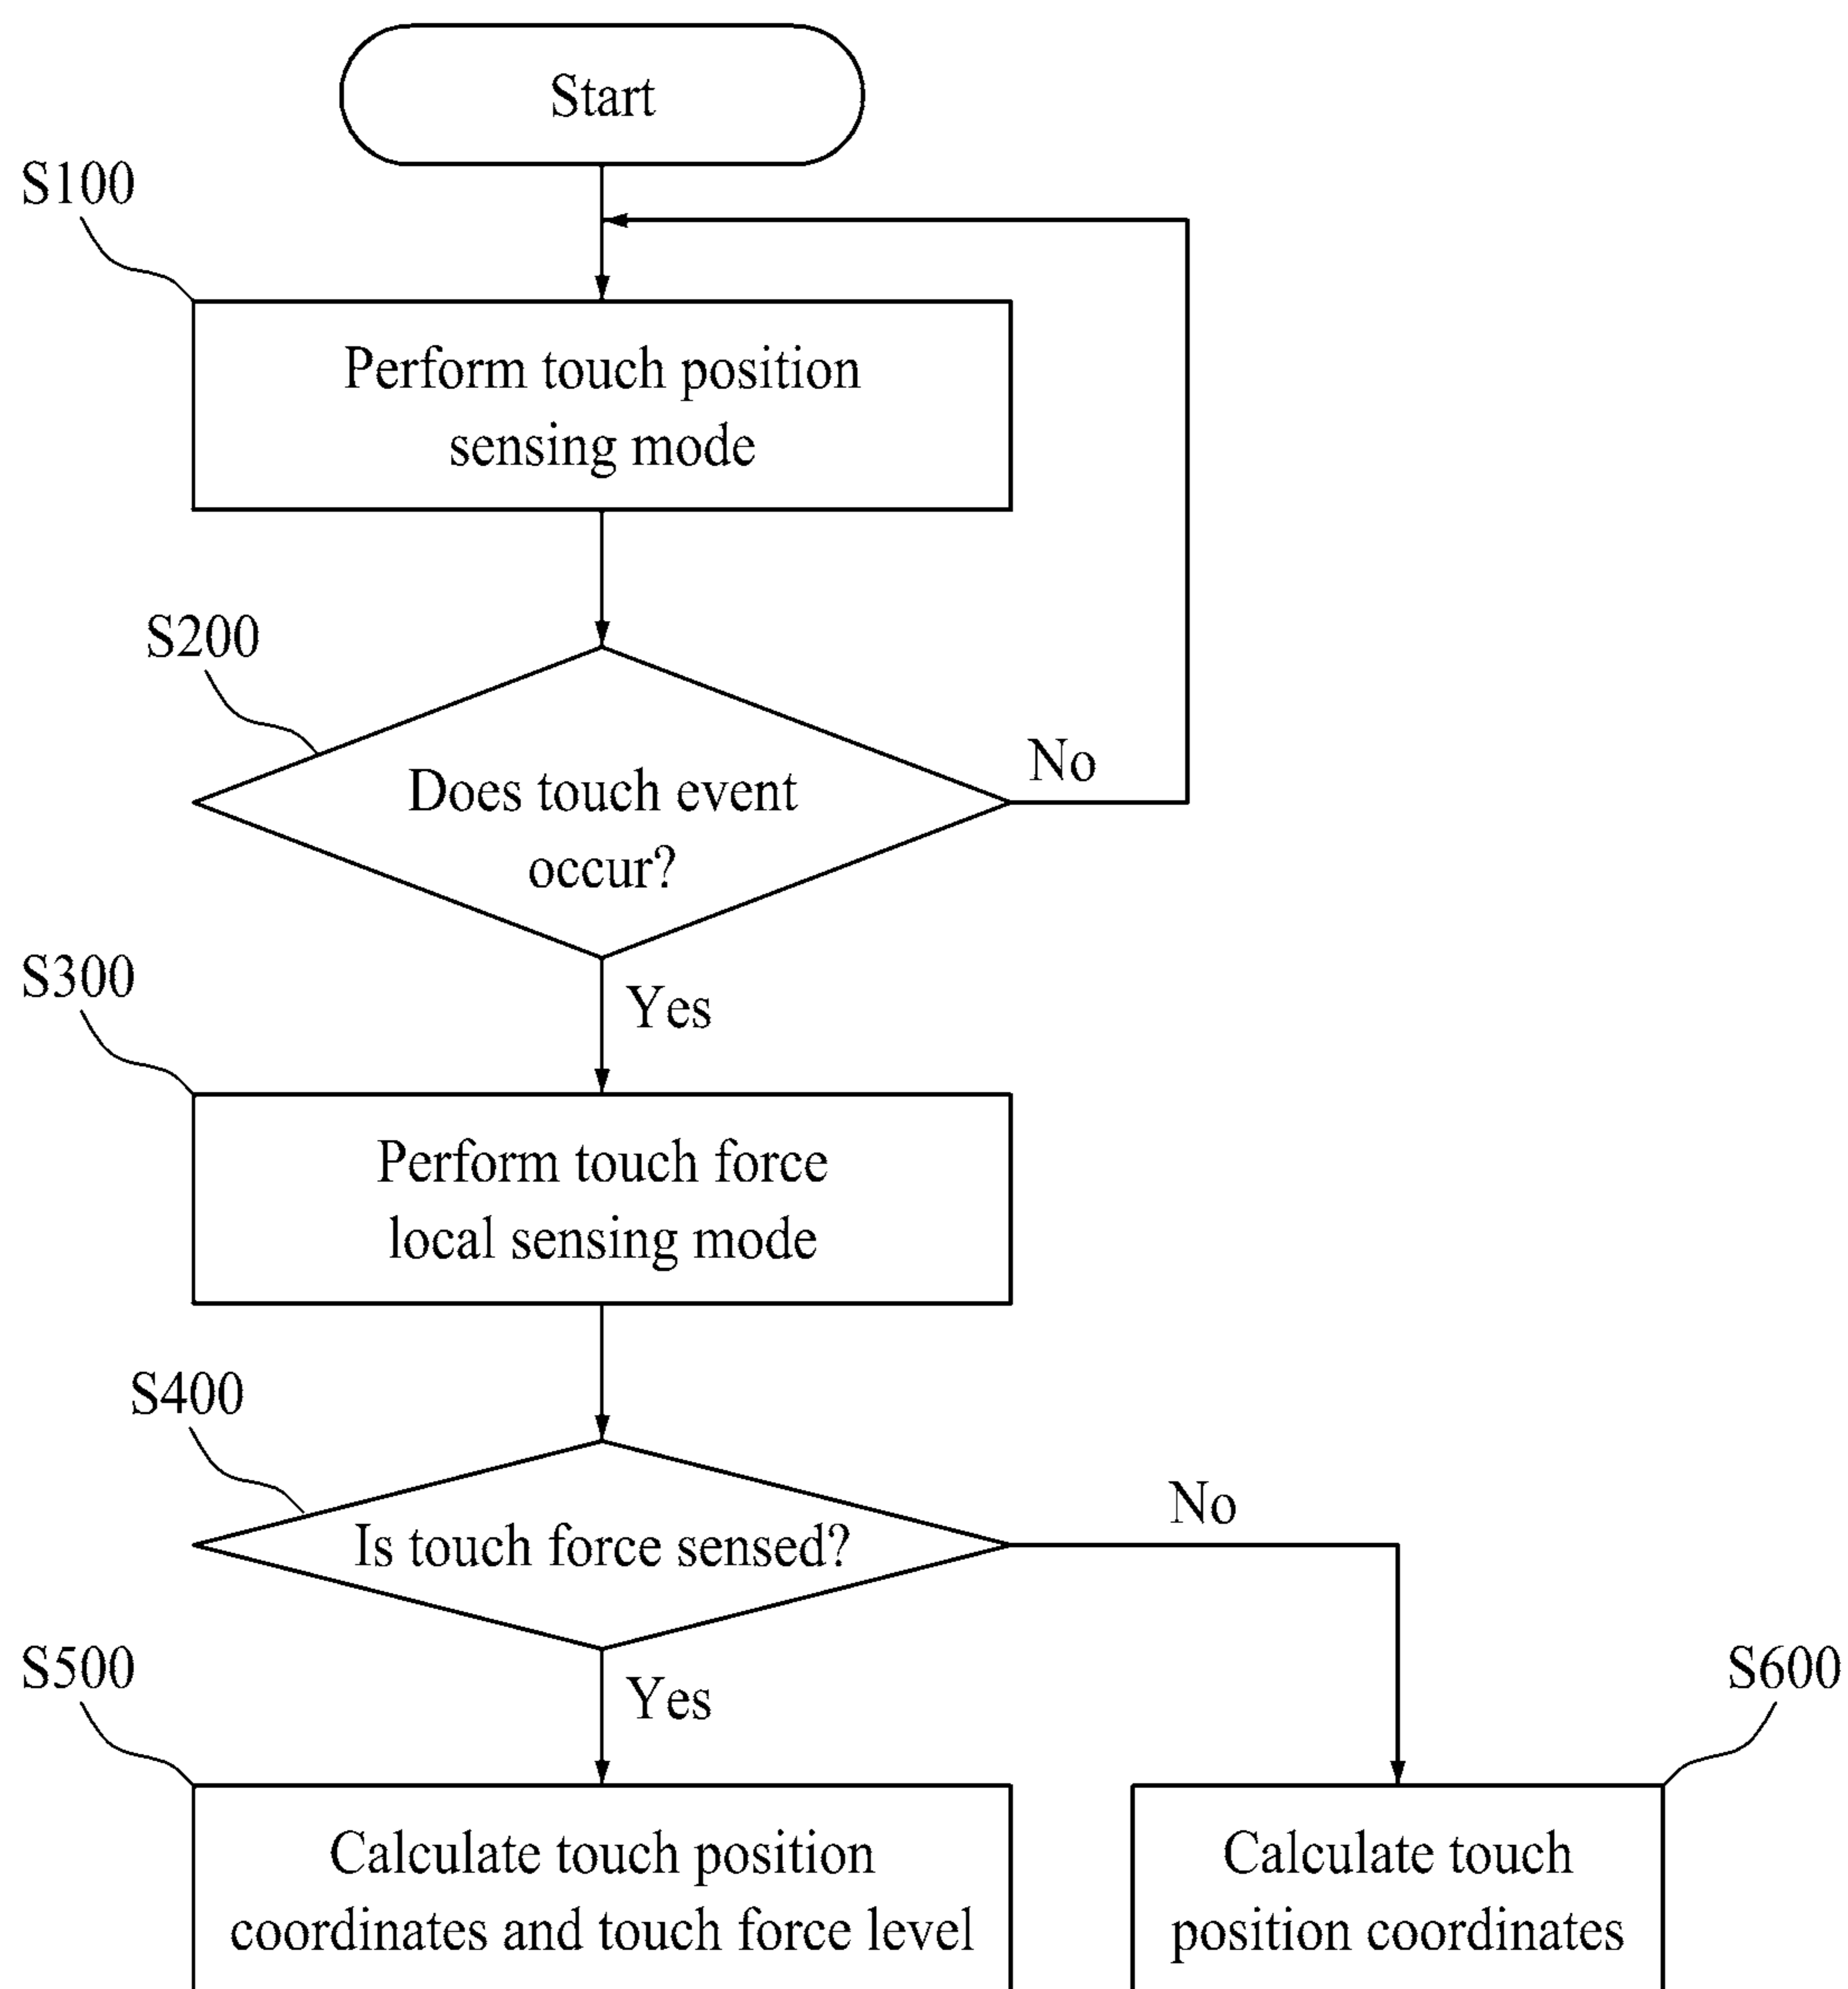 Start
S100
Perform touch position
sensing mode
S200
Does touch event
occur?
No
S300
Yes
Perform touch force
local sensing mode
S400
Is touch force sensed?
No
S500
Yes
S600
Calculate touch position
coordinates and touch force level
Calculate touch
position coordinates